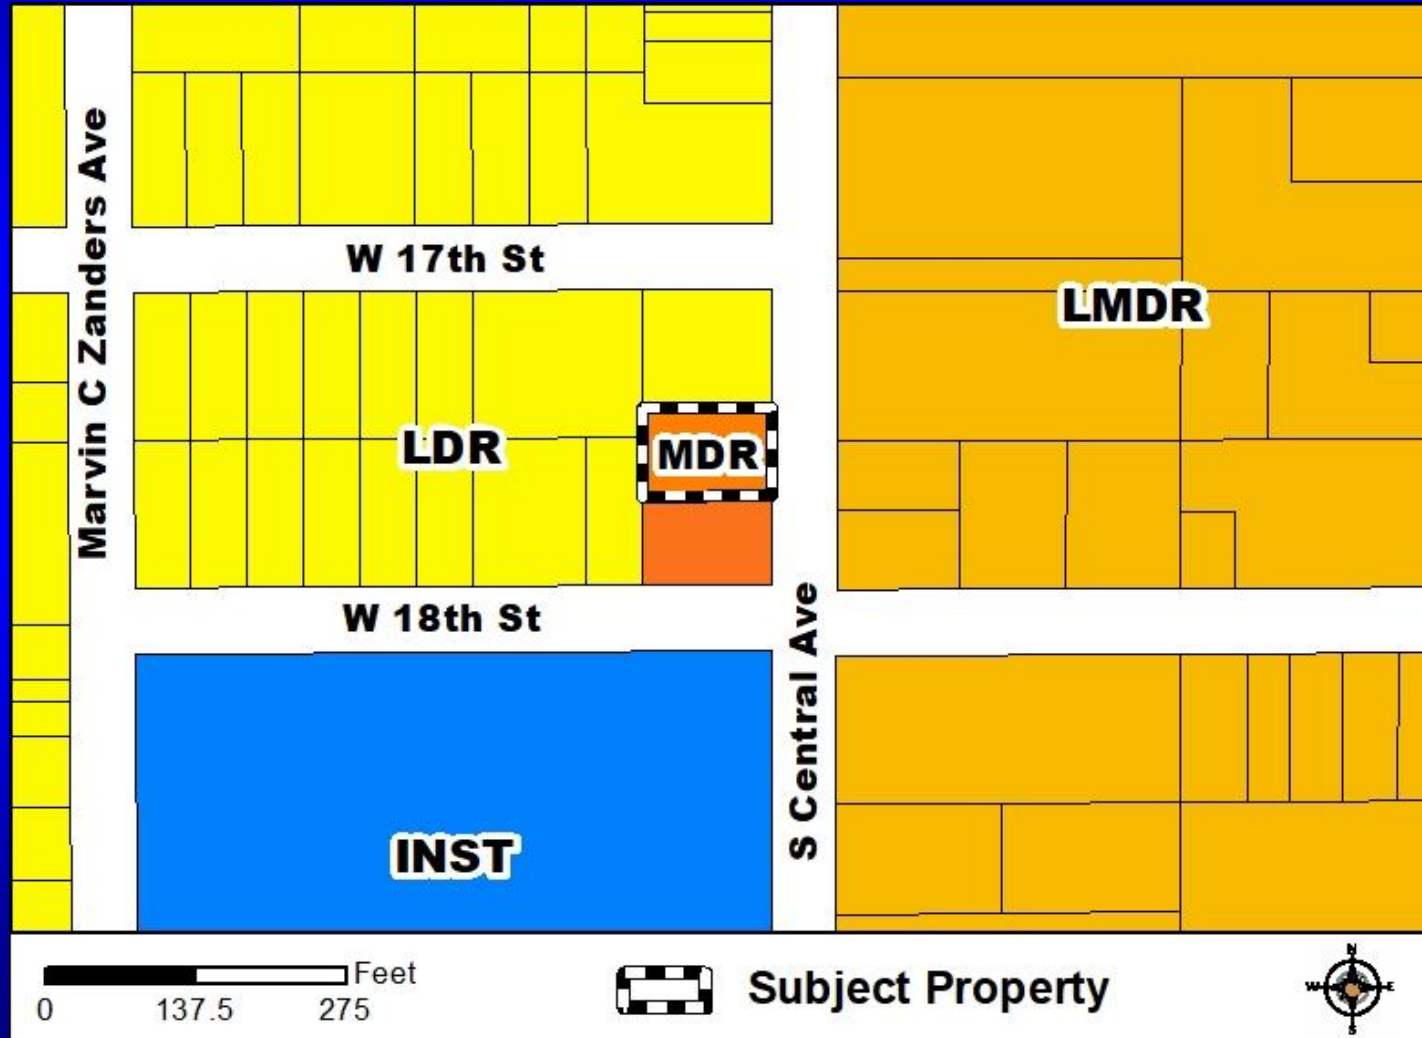 Marvin C Zanders Ave
W 17th St
LMDR
LDR
MDR
W 18th St
S Central Ave
INST
Feet
0 137.5 275
Subject Property
N
W E
S